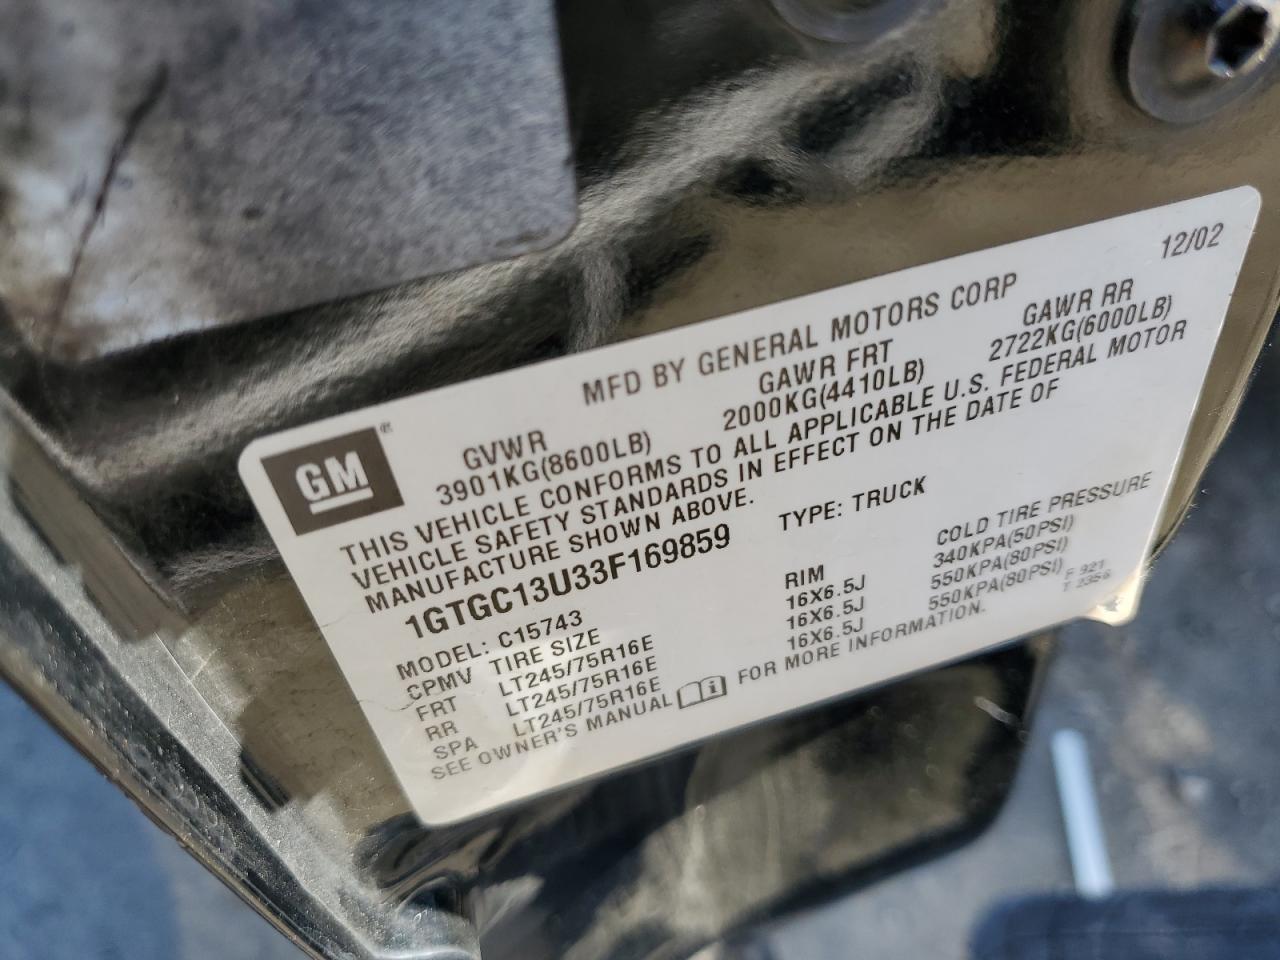 12/02
MFD BY GENERAL MOTORS CORP
GM®
GVWR GAWR FRT GAWR RR
3901KG(8600LB) 2000KG(4410LB) 2722KG(6000LB)
THIS VEHICLE CONFORMS TO ALL APPLICABLE U.S. FEDERAL MOTOR
VEHICLE SAFETY STANDARDS IN EFFECT ON THE DATE OF
MANUFACTURE SHOWN ABOVE.
1GTGC13U33F169859 TYPE: TRUCK
MODEL: C15743
CPMV TIRE SIZE RIM COLD TIRE PRESSURE
FRT LT245/75R16E 16X6.5J 340KPA(50PSI)
RR LT245/75R16E 16X6.5J 550KPA(80PSI)
SPA LT245/75R16E 16X6.5J 550KPA(80PSI)
SEE OWNER'S MANUAL FOR MORE INFORMATION.
F 921
T 2356